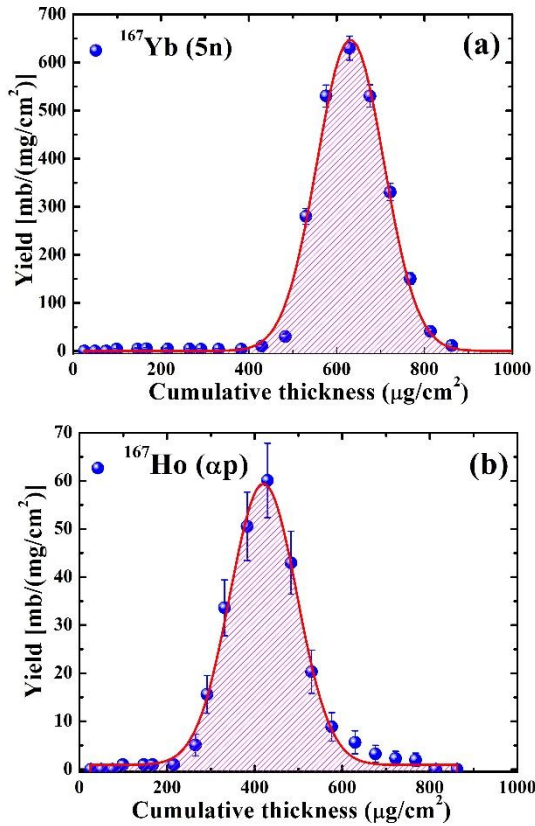 700
600
500
400
300
200
100
0
Yield [mb/(mg/cm²)]
¹⁶⁷Yb (5n)
(a)
0 200 400 600 800 1000
Cumulative thickness (μg/cm²)
70
60
50
40
30
20
10
0
Yield [mb/(mg/cm²)]
¹⁶⁷Ho (αp)
(b)
0 200 400 600 800 1000
Cumulative thickness (μg/cm²)